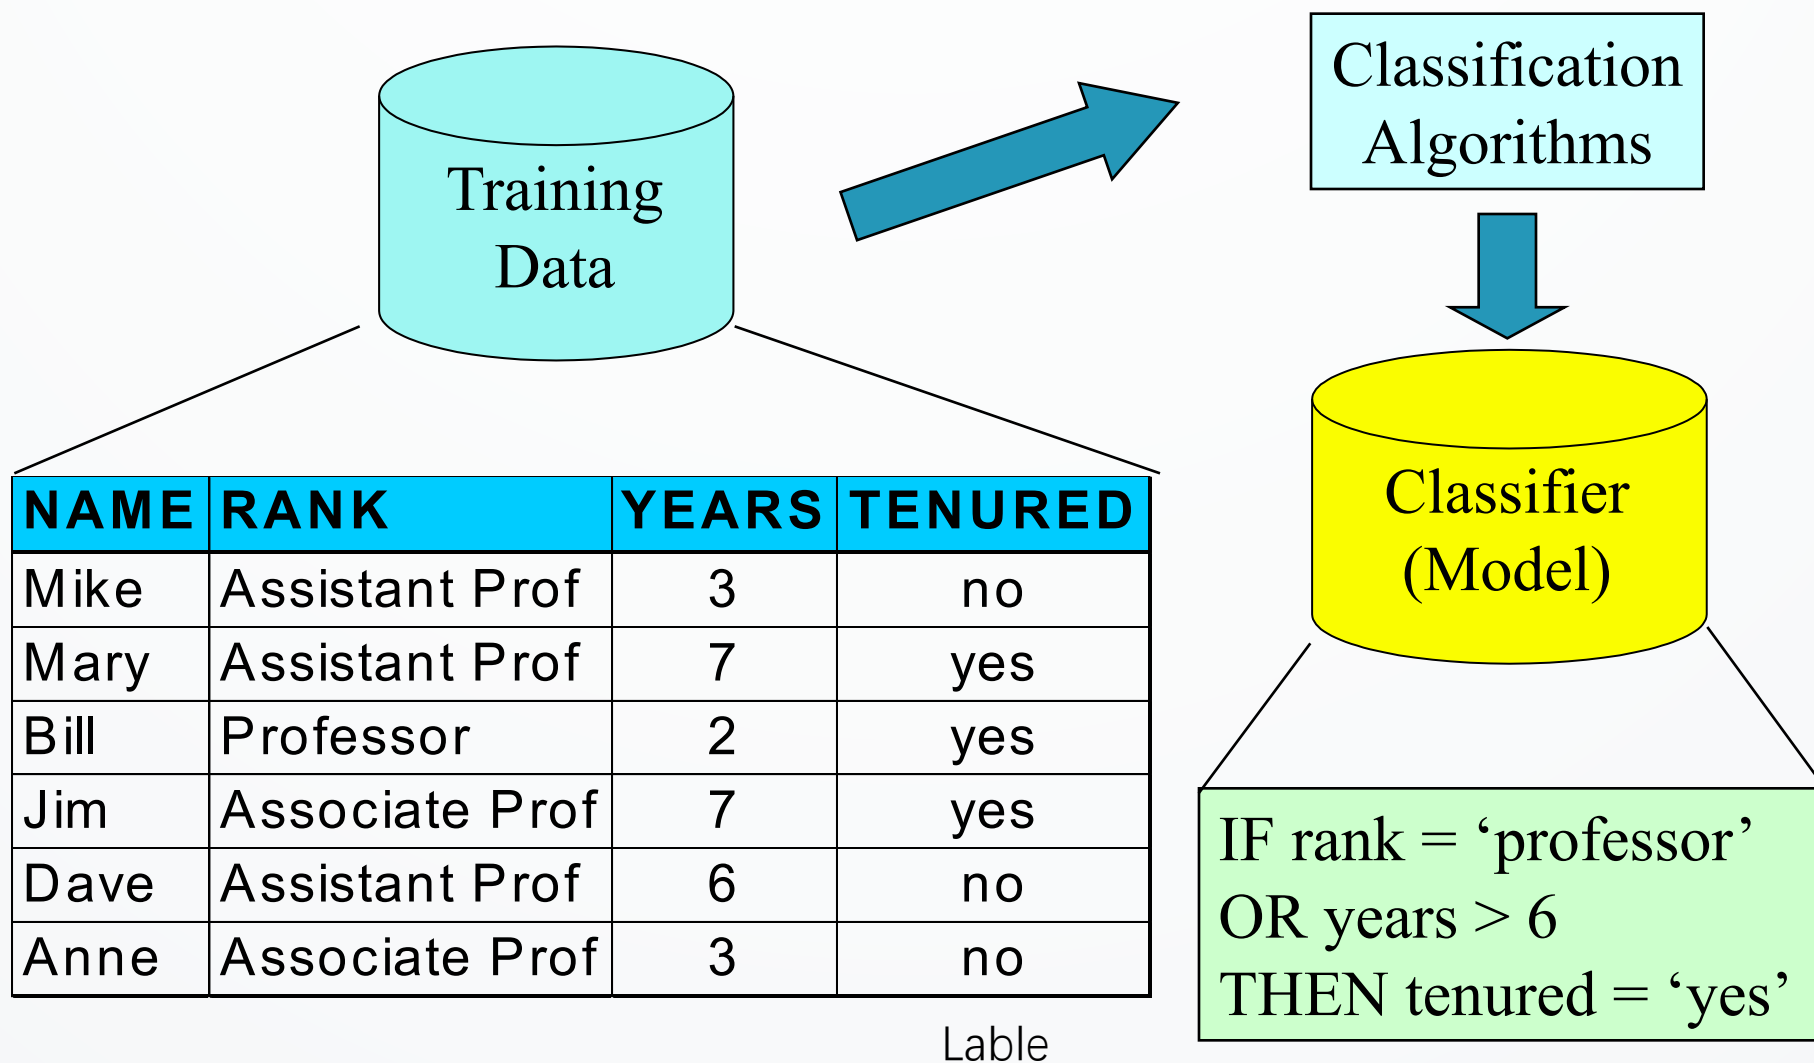 Training
Data
Classification
Algorithms
Classifier
(Model)
NAME RANK YEARS TENURED
Mike Assistant Prof 3 no
Mary Assistant Prof 7 yes
Bill Professor 2 yes
Jim Associate Prof 7 yes
Dave Assistant Prof 6 no
Anne Associate Prof 3 no
Lable
IF rank = ‘professor’
OR years > 6
THEN tenured = ‘yes’